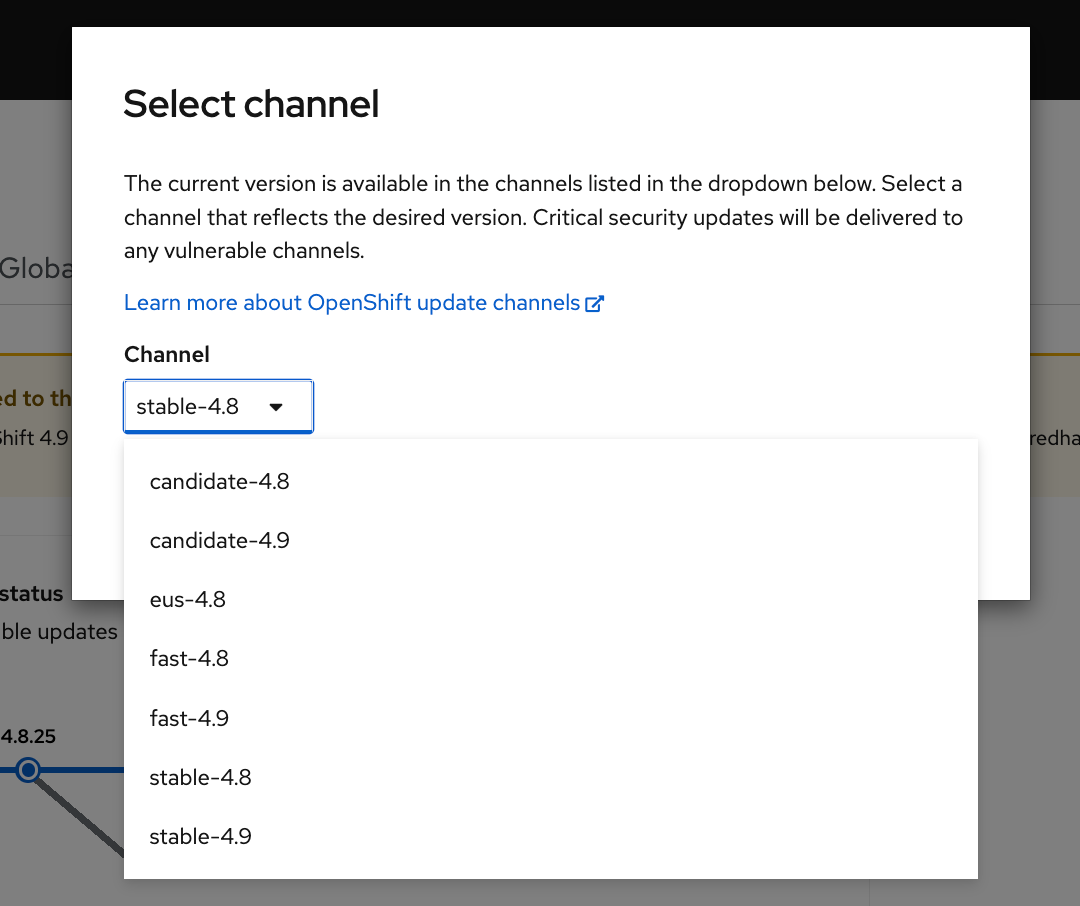 Select channel
The current version is available in the channels listed in the dropdown below. Select a
channel that reflects the desired version. Critical security updates will be delivered to
any vulnerable channels.
Learn more about OpenShift update channels
Channel
stable-4.8
candidate-4.8
candidate-4.9
eus-4.8
fast-4.8
fast-4.9
stable-4.8
stable-4.9
Globa
ed to th
Shift 4.9
redha
status
ble updates
4.8.25